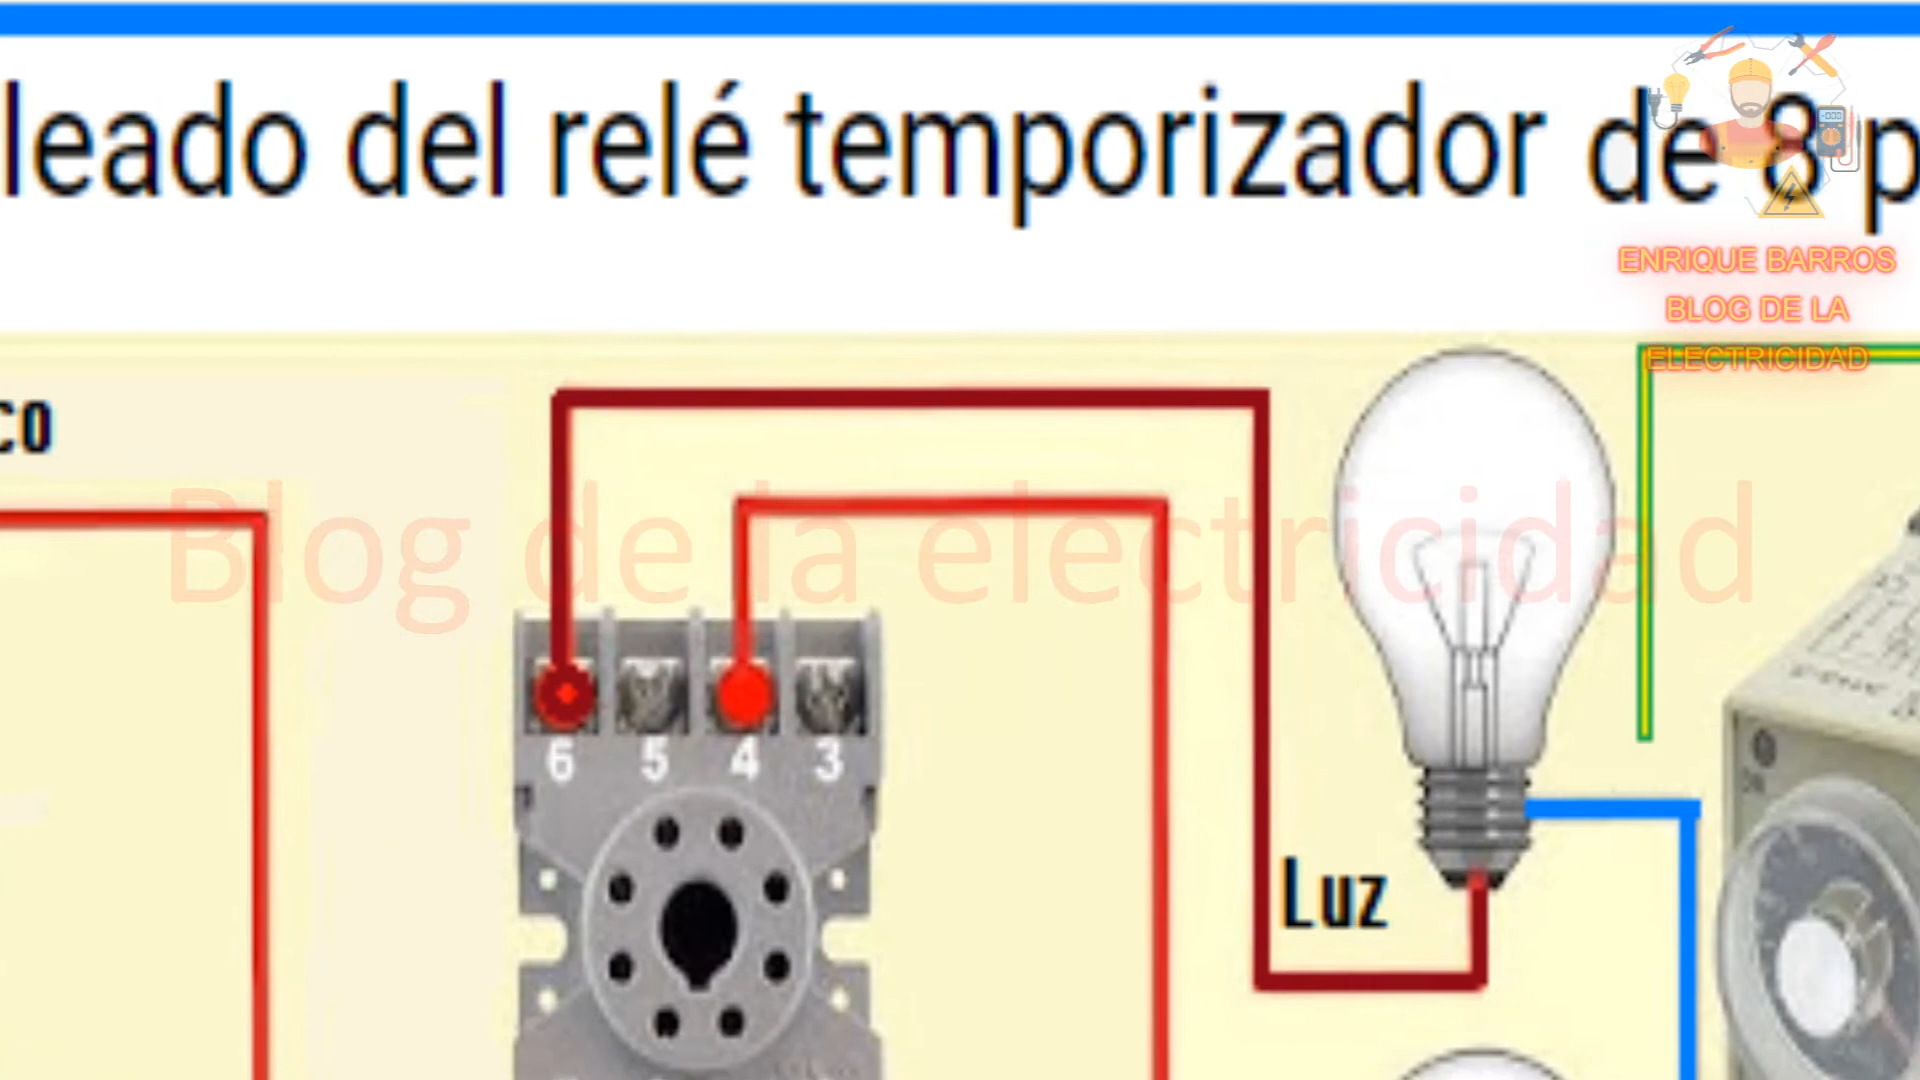 leado del relé temporizador de 8 p
ENRIQUE BARROS
BLOG DE LA
ELECTRICIDAD
co
Blog de la electricidad
6 5 4 3
Luz